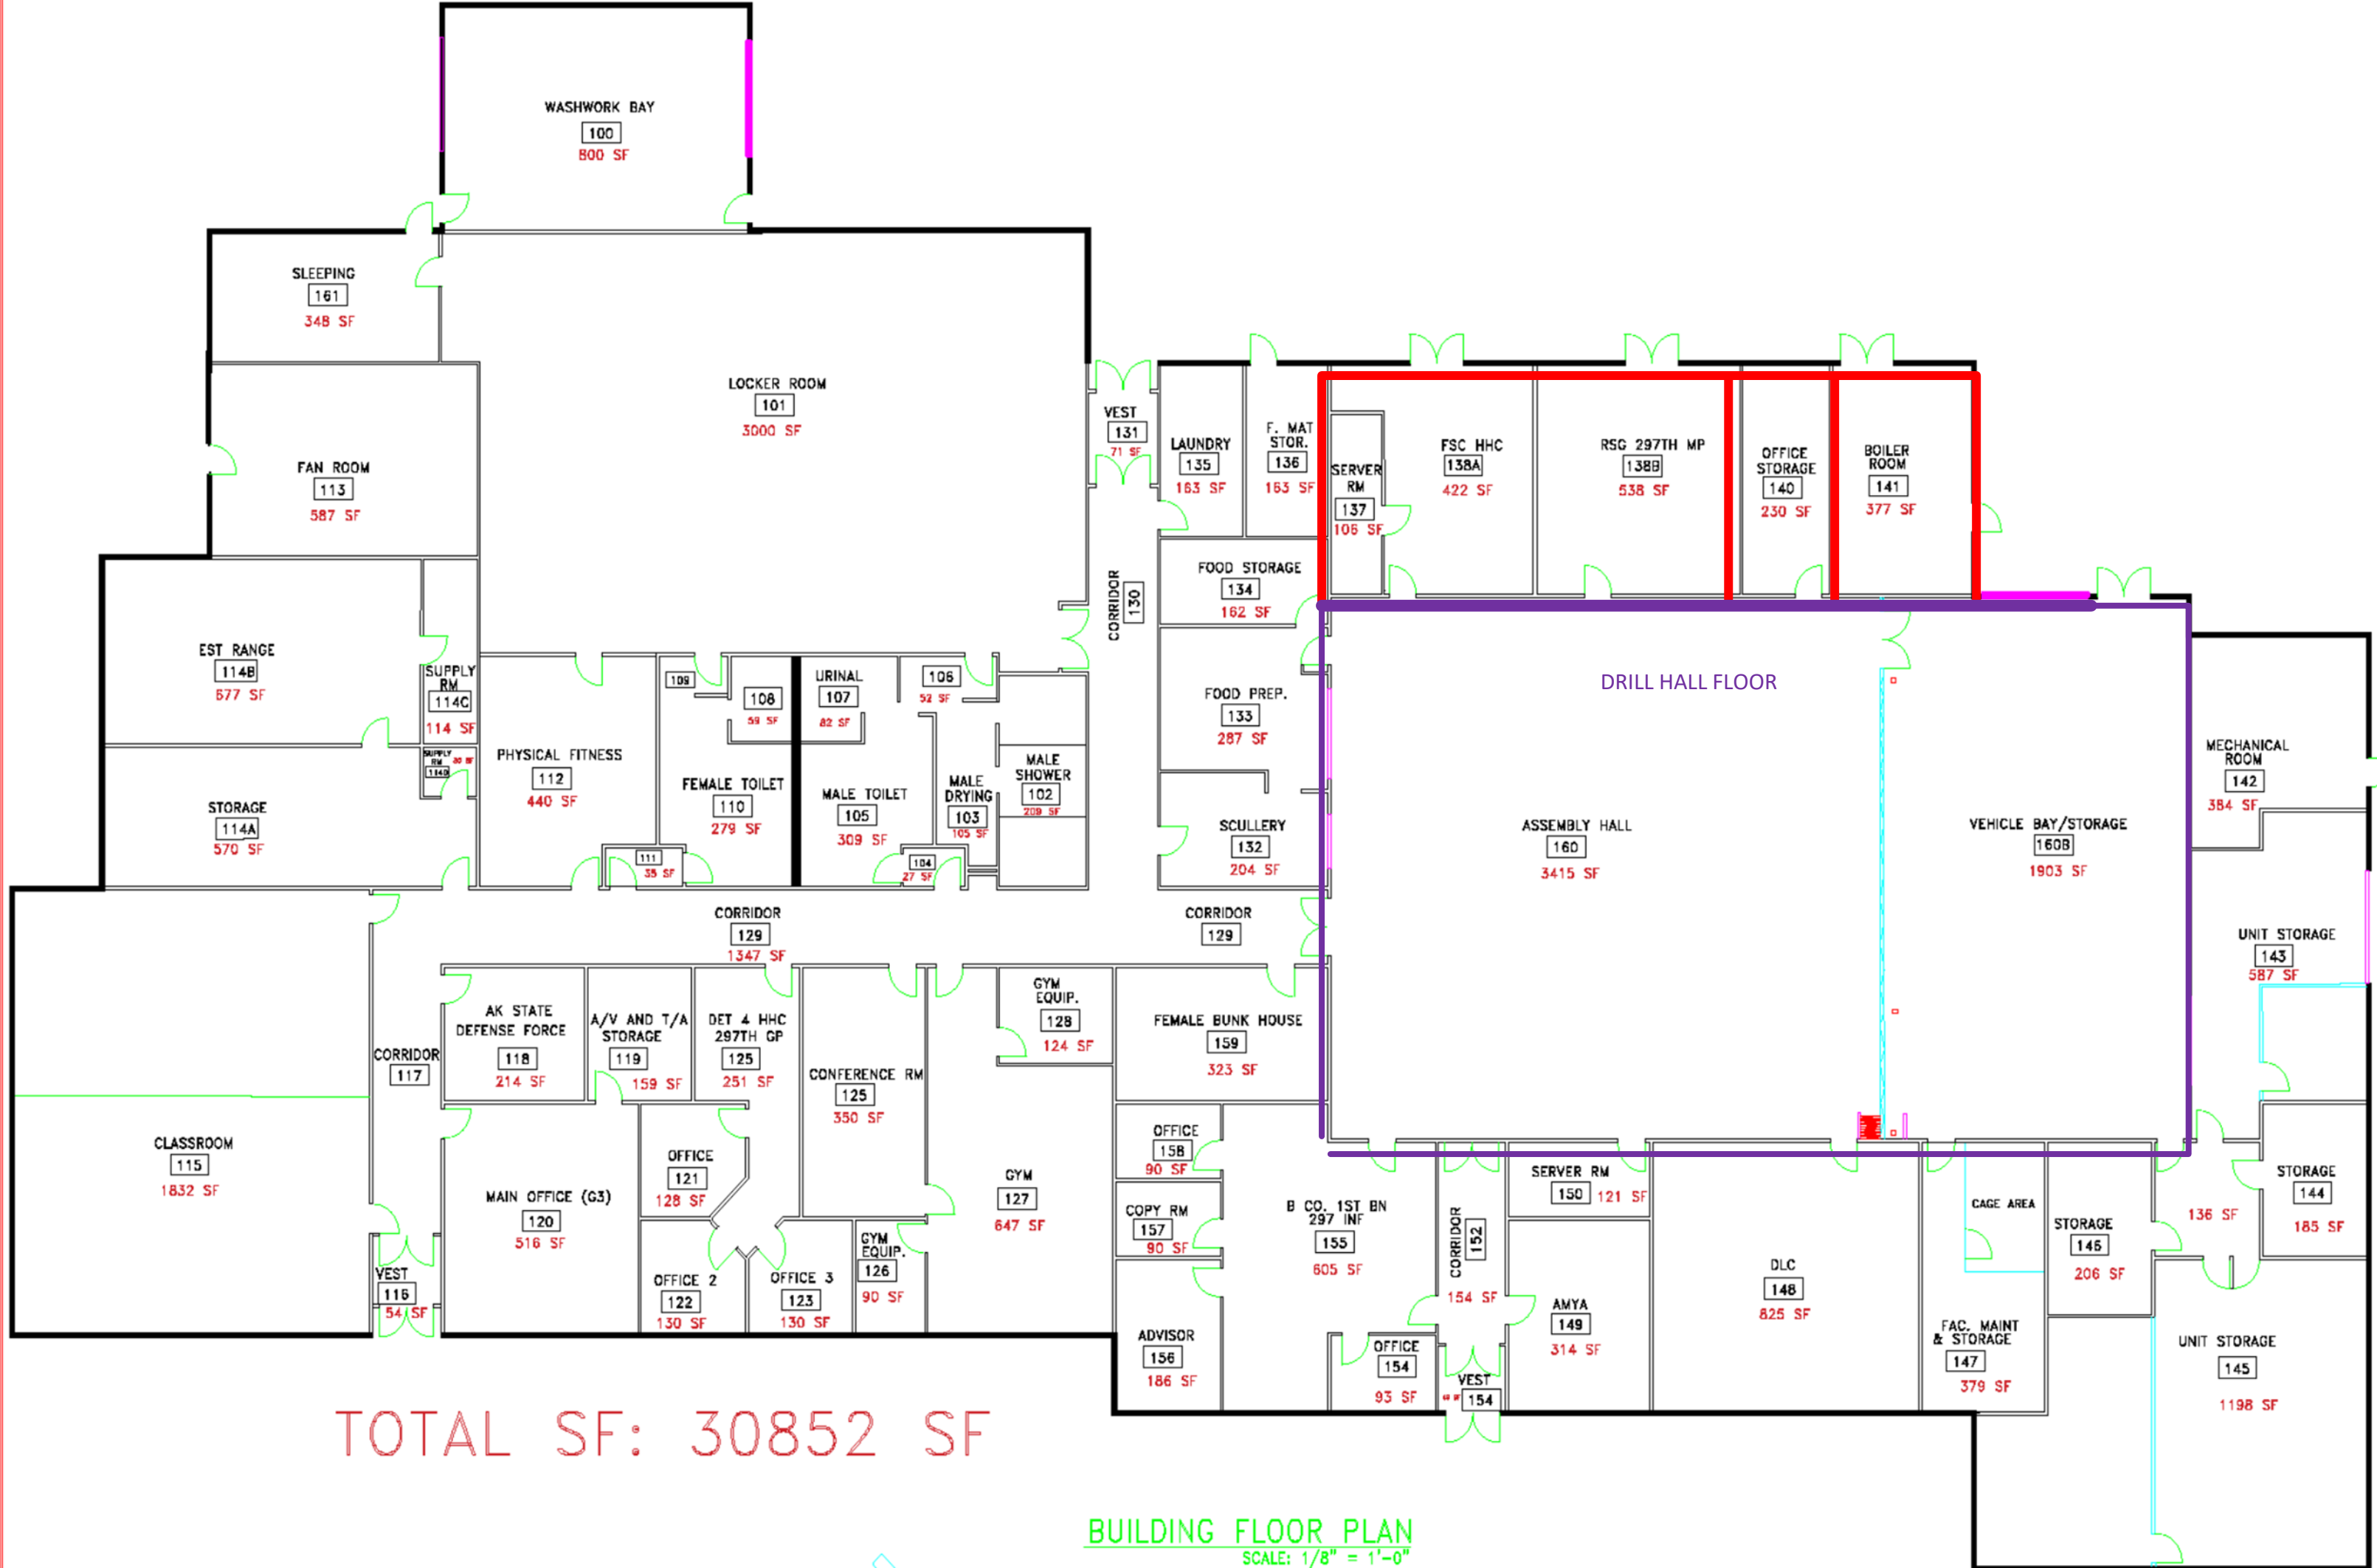 WASHWORK BAY
100
800 SF
SLEEPING
161
348 SF
LOCKER ROOM
101
3000 SF
FAN ROOM
113
587 SF
VEST
131
71 SF
LAUNDRY
135
163 SF
F. MAT
STOR.
136
163 SF
SERVER
RM
137
106 SF
FSC HHC
138A
422 SF
RSG 297TH MP
138B
538 SF
OFFICE
STORAGE
140
230 SF
BOILER
ROOM
141
377 SF
FOOD STORAGE
134
162 SF
CORRIDOR
130
EST RANGE
114B
677 SF
SUPPLY
RM
114C
114 SF
109
108
59 SF
URINAL
107
82 SF
106
52 SF
FOOD PREP.
133
287 SF
DRILL HALL FLOOR
SUPPLY
RM
114D
PHYSICAL FITNESS
112
440 SF
FEMALE TOILET
110
279 SF
MALE TOILET
105
309 SF
MALE
DRYING
103
105 SF
MALE
SHOWER
102
209 SF
MECHANICAL
ROOM
142
384 SF
STORAGE
114A
570 SF
111
35 SF
104
27 SF
SCULLERY
132
204 SF
ASSEMBLY HALL
160
3415 SF
VEHICLE BAY/STORAGE
160B
1903 SF
CORRIDOR
129
1347 SF
CORRIDOR
129
UNIT STORAGE
143
587 SF
CORRIDOR
117
AK STATE
DEFENSE FORCE
118
214 SF
A/V AND T/A
STORAGE
119
159 SF
DET 4 HHC
297TH GP
125
251 SF
CONFERENCE RM
125
350 SF
GYM
EQUIP.
128
124 SF
FEMALE BUNK HOUSE
159
323 SF
CLASSROOM
115
1832 SF
OFFICE
121
128 SF
MAIN OFFICE (G3)
120
516 SF
GYM
127
647 SF
OFFICE
158
90 SF
COPY RM
157
90 SF
B CO. 1ST BN
297 INF
155
605 SF
CORRIDOR
152
154 SF
SERVER RM
150 121 SF
CAGE AREA
STORAGE
146
206 SF
136 SF
STORAGE
144
185 SF
VEST
116
54 SF
OFFICE 2
122
130 SF
OFFICE 3
123
130 SF
GYM
EQUIP.
126
90 SF
ADVISOR
156
186 SF
OFFICE
154
93 SF
VEST
154
AMYA
149
314 SF
DLC
148
825 SF
FAC. MAINT
& STORAGE
147
379 SF
UNIT STORAGE
145
1198 SF
TOTAL SF: 30852 SF
BUILDING FLOOR PLAN
SCALE: 1/8" = 1'-0"